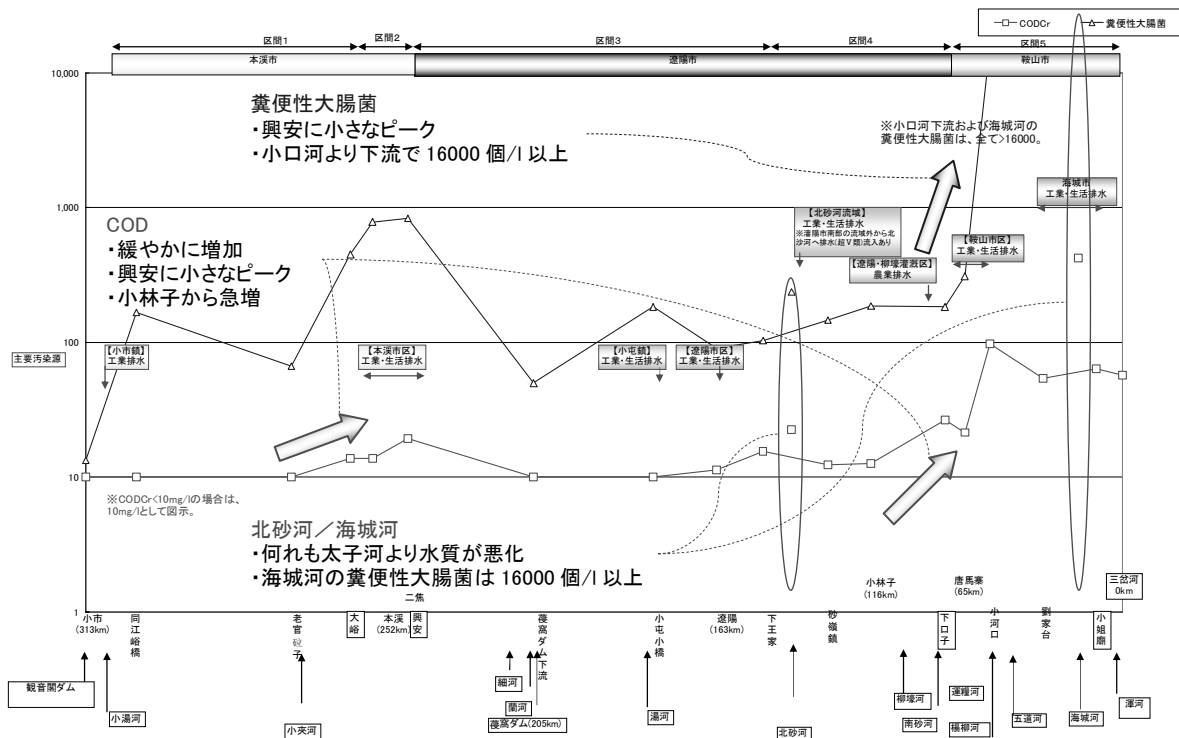 CODCr 糞便性大腸菌
区間1 区間2 区間3 区間4 区間5
本渓市 遼陽市 鞍山市
10,000
1,000
100
10
1
糞便性大腸菌
・興安に小さなピーク
・小口河より下流で 16000 個/l 以上
※小口河下流および海城河の
糞便性大腸菌は、全て>16000。
COD
・緩やかに増加
・興安に小さなピーク
・小林子から急増
海城市
工業・生活排水
【北砂河流域】
工業・生活排水
※瀋陽市南部の流域外から北
沙河へ排水(超Ⅴ類)流入あり
【鞍山市区】
工業・生活排水
【遼陽・柳壕灌漑区】
農業排水
主要汚染源
【小市鎮】
工業排水
【本渓市区】
工業・生活排水
【小屯鎮】
工業・生活排水
【遼陽市区】
工業・生活排水
※CODCr<10mg/lの場合は、
10mg/lとして図示。
北砂河／海城河
・何れも太子河より水質が悪化
・海城河の糞便性大腸菌は 16000 個/l 以上
小市
(313km)
同江峪橋
老官砬子
大峪
二焦
本渓
(252km)
興安
葠窩ダム下流
小屯小橋
遼陽
(163km)
下王家
砂嶺鎮
小林子
(116km)
下口子
唐馬寨
(65km)
小河口
劉家台
小姐廟
三岔河
0km
観音閣ダム
小湯河
小夾河
細河
蘭河
葠窩ダム(205km)
湯河
北砂河
柳壕河
南砂河
運糧河
楊柳河
五道河
海城河
渾河